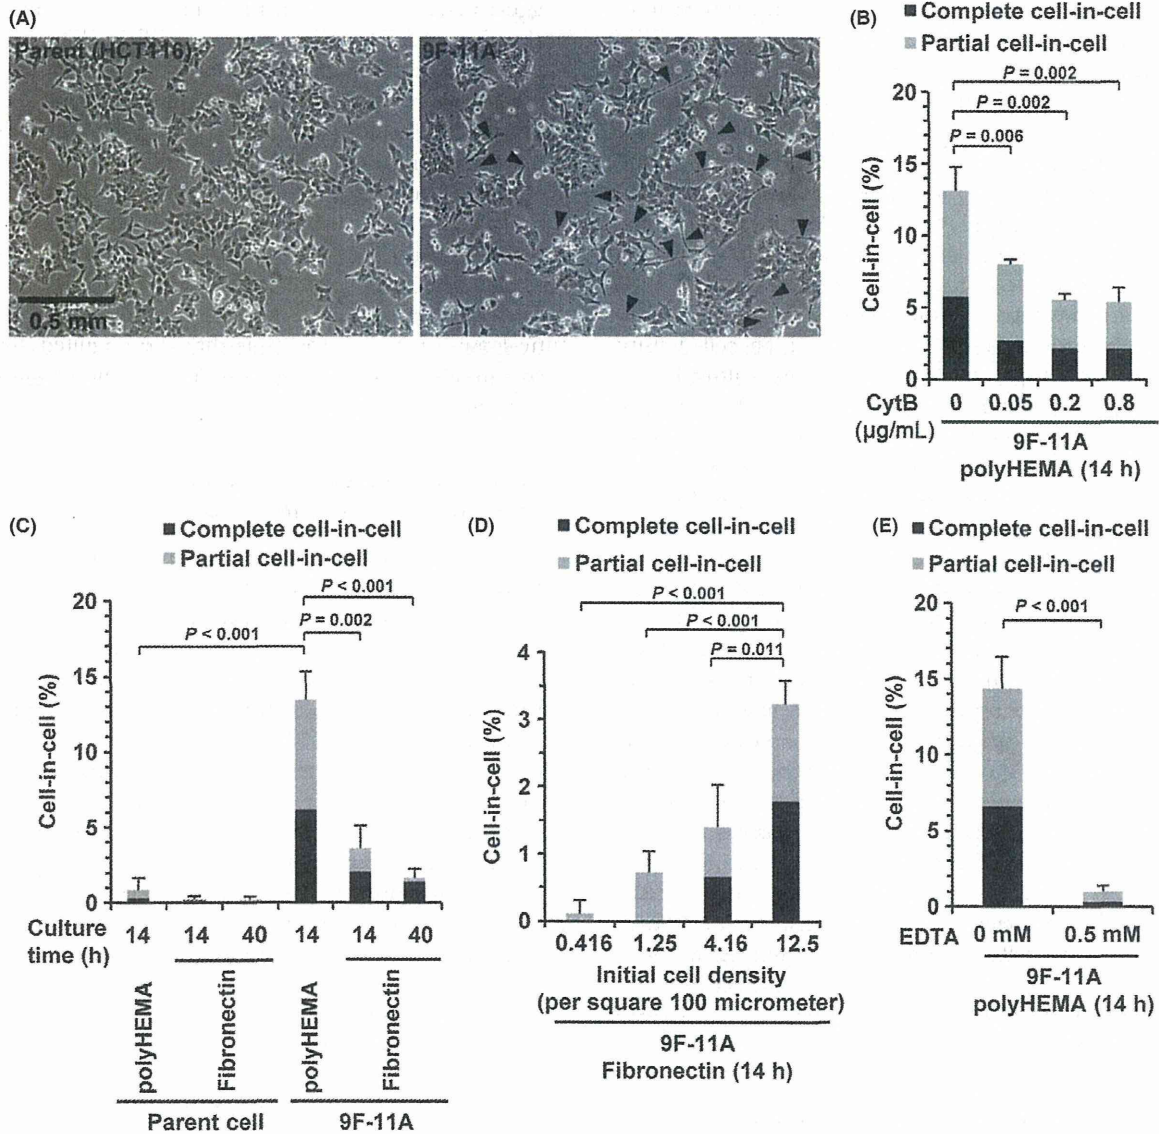 (A)
Parent (HCT116)
9F-11A
0.5 mm
(B)
Complete cell-in-cell
Partial cell-in-cell
P = 0.002
P = 0.002
P = 0.006
20
15
10
5
0
Cell-in-cell (%)
CytB 0 0.05 0.2 0.8
(µg/mL)
9F-11A
polyHEMA (14 h)
(C)
Complete cell-in-cell
Partial cell-in-cell
P < 0.001
P = 0.002
P < 0.001
20
15
10
5
0
Cell-in-cell (%)
Culture
time (h)
14 14 40 14 14 40
polyHEMA
Fibronectin
polyHEMA
Fibronectin
Parent cell
9F-11A
(D)
Complete cell-in-cell
Partial cell-in-cell
P < 0.001
P < 0.001
P = 0.011
4
3
2
1
0
Cell-in-cell (%)
0.416 1.25 4.16 12.5
Initial cell density
(per square 100 micrometer)
9F-11A
Fibronectin (14 h)
(E)
Complete cell-in-cell
Partial cell-in-cell
P < 0.001
20
15
10
5
0
Cell-in-cell (%)
EDTA 0 mM 0.5 mM
9F-11A
polyHEMA (14 h)